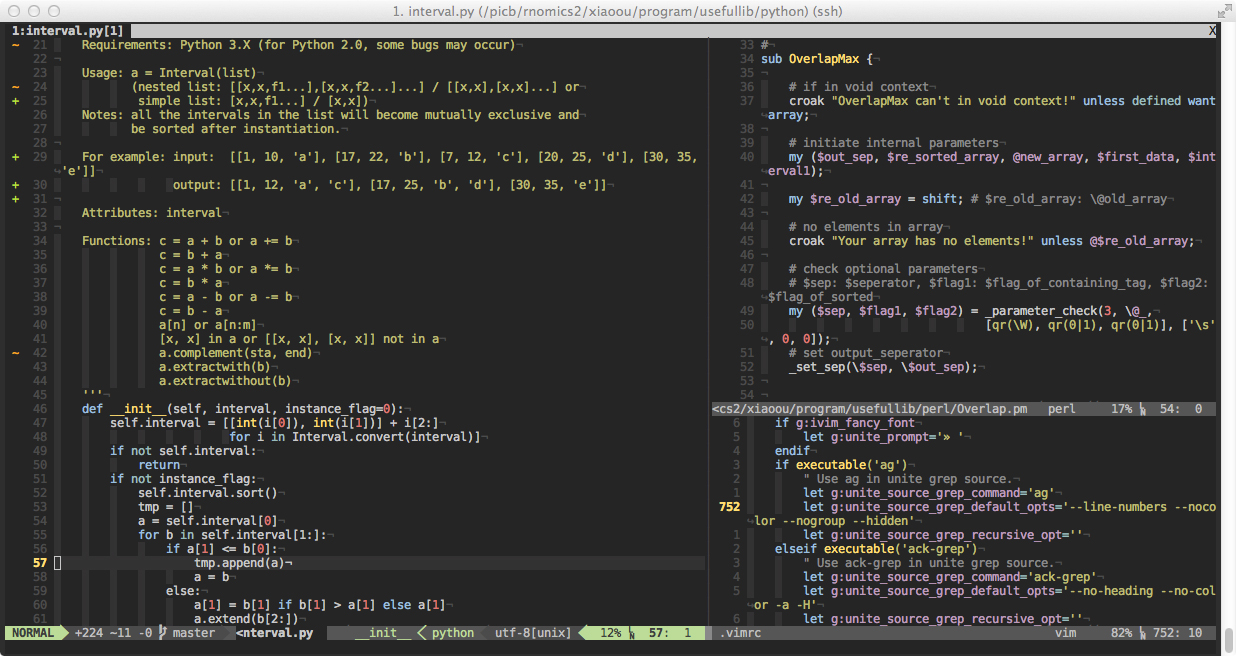 1. interval.py (/picb/rnomics2/xiaoou/program/usefullib/python) (ssh)
1:interval.py[1] X
~ 21 Requirements: Python 3.X (for Python 2.0, some bugs may occur)¬
22 ¬
23 Usage: a = Interval(list)¬
~ 24 (nested list: [[x,x,f1...],[x,x,f2...]...] / [[x,x],[x,x]...] or
+ 25 simple list: [x,x,f1...] / [x,x])¬
26 Notes: all the intervals in the list will become mutually exclusive and¬
27 be sorted after instantiation.¬
28 ¬
+ 29 For example: input:  [[1, 10, 'a'], [17, 22, 'b'], [7, 12, 'c'], [20, 25, 'd'], [30, 35,
'e']]¬
+ 30 output: [[1, 12, 'a', 'c'], [17, 25, 'b', 'd'], [30, 35, 'e']]¬
+ 31 ¬
32 Attributes: interval¬
33 ¬
34 Functions: c = a + b or a += b¬
35 c = b + a¬
36 c = a * b or a *= b¬
37 c = b * a¬
38 c = a - b or a -= b¬
39 c = b - a¬
40 a[n] or a[n:m]¬
41 [x, x] in a or [[x, x], [x, x]] not in a¬
~ 42 a.complement(sta, end)¬
43 a.extractwith(b)¬
44 a.extractwithout(b)¬
45 '''¬
46 def __init__(self, interval, instance_flag=0):¬
47 self.interval = [[int(i[0]), int(i[1])] + i[2:]¬
48 for i in Interval.convert(interval)]¬
49 if not self.interval:¬
50 return¬
51 if not instance_flag:¬
52 self.interval.sort()¬
53 tmp = []¬
54 a = self.interval[0]¬
55 for b in self.interval[1:]:¬
56 if a[1] <= b[0]:¬
57 tmp.append(a)¬
58 a = b¬
59 else:¬
60 a[1] = b[1] if b[1] > a[1] else a[1]¬
61 a.extend(b[2:])¬
NORMAL +224 ~11 -0 master <nterval.py __init__ python utf-8[unix] 12% 57: 1
33 #¬
34 sub OverlapMax {¬
35 ¬
36 # if in void context¬
37 croak "OverlapMax can't in void context!" unless defined want
array;¬
38 ¬
39 # initiate internal parameters¬
40 my ($out_sep, $re_sorted_array, @new_array, $first_data, $int
erval1);¬
41 ¬
42 my $re_old_array = shift; # $re_old_array: \@old_array¬
43 ¬
44 # no elements in array¬
45 croak "Your array has no elements!" unless @$re_old_array;¬
46 ¬
47 # check optional parameters¬
48 # $sep: $seperator, $flag1: $flag_of_containing_tag, $flag2:
$flag_of_sorted¬
49 my ($sep, $flag1, $flag2) = _parameter_check(3, \@_,¬
50 [qr(\W), qr(0|1), qr(0|1)], ['\s'
, 0, 0]);¬
51 # set output_seperator¬
52 _set_sep(\$sep, \$out_sep);¬
53 ¬
54 ¬
<cs2/xiaoou/program/usefullib/perl/Overlap.pm perl 17% 54: 0
6 if g:ivim_fancy_font¬
5 let g:unite_prompt='» '¬
4 endif¬
3 if executable('ag')¬
2 " Use ag in unite grep source.¬
1 let g:unite_source_grep_command='ag'¬
752 let g:unite_source_grep_default_opts='--line-numbers --noco
lor --nogroup --hidden'¬
1 let g:unite_source_grep_recursive_opt=''¬
2 elseif executable('ack-grep')¬
3 " Use ack-grep in unite grep source.¬
4 let g:unite_source_grep_command='ack-grep'¬
5 let g:unite_source_grep_default_opts='--no-heading --no-col
or -a -H'¬
6 let g:unite_source_grep_recursive_opt=''¬
.vimrc vim 82% 752: 10